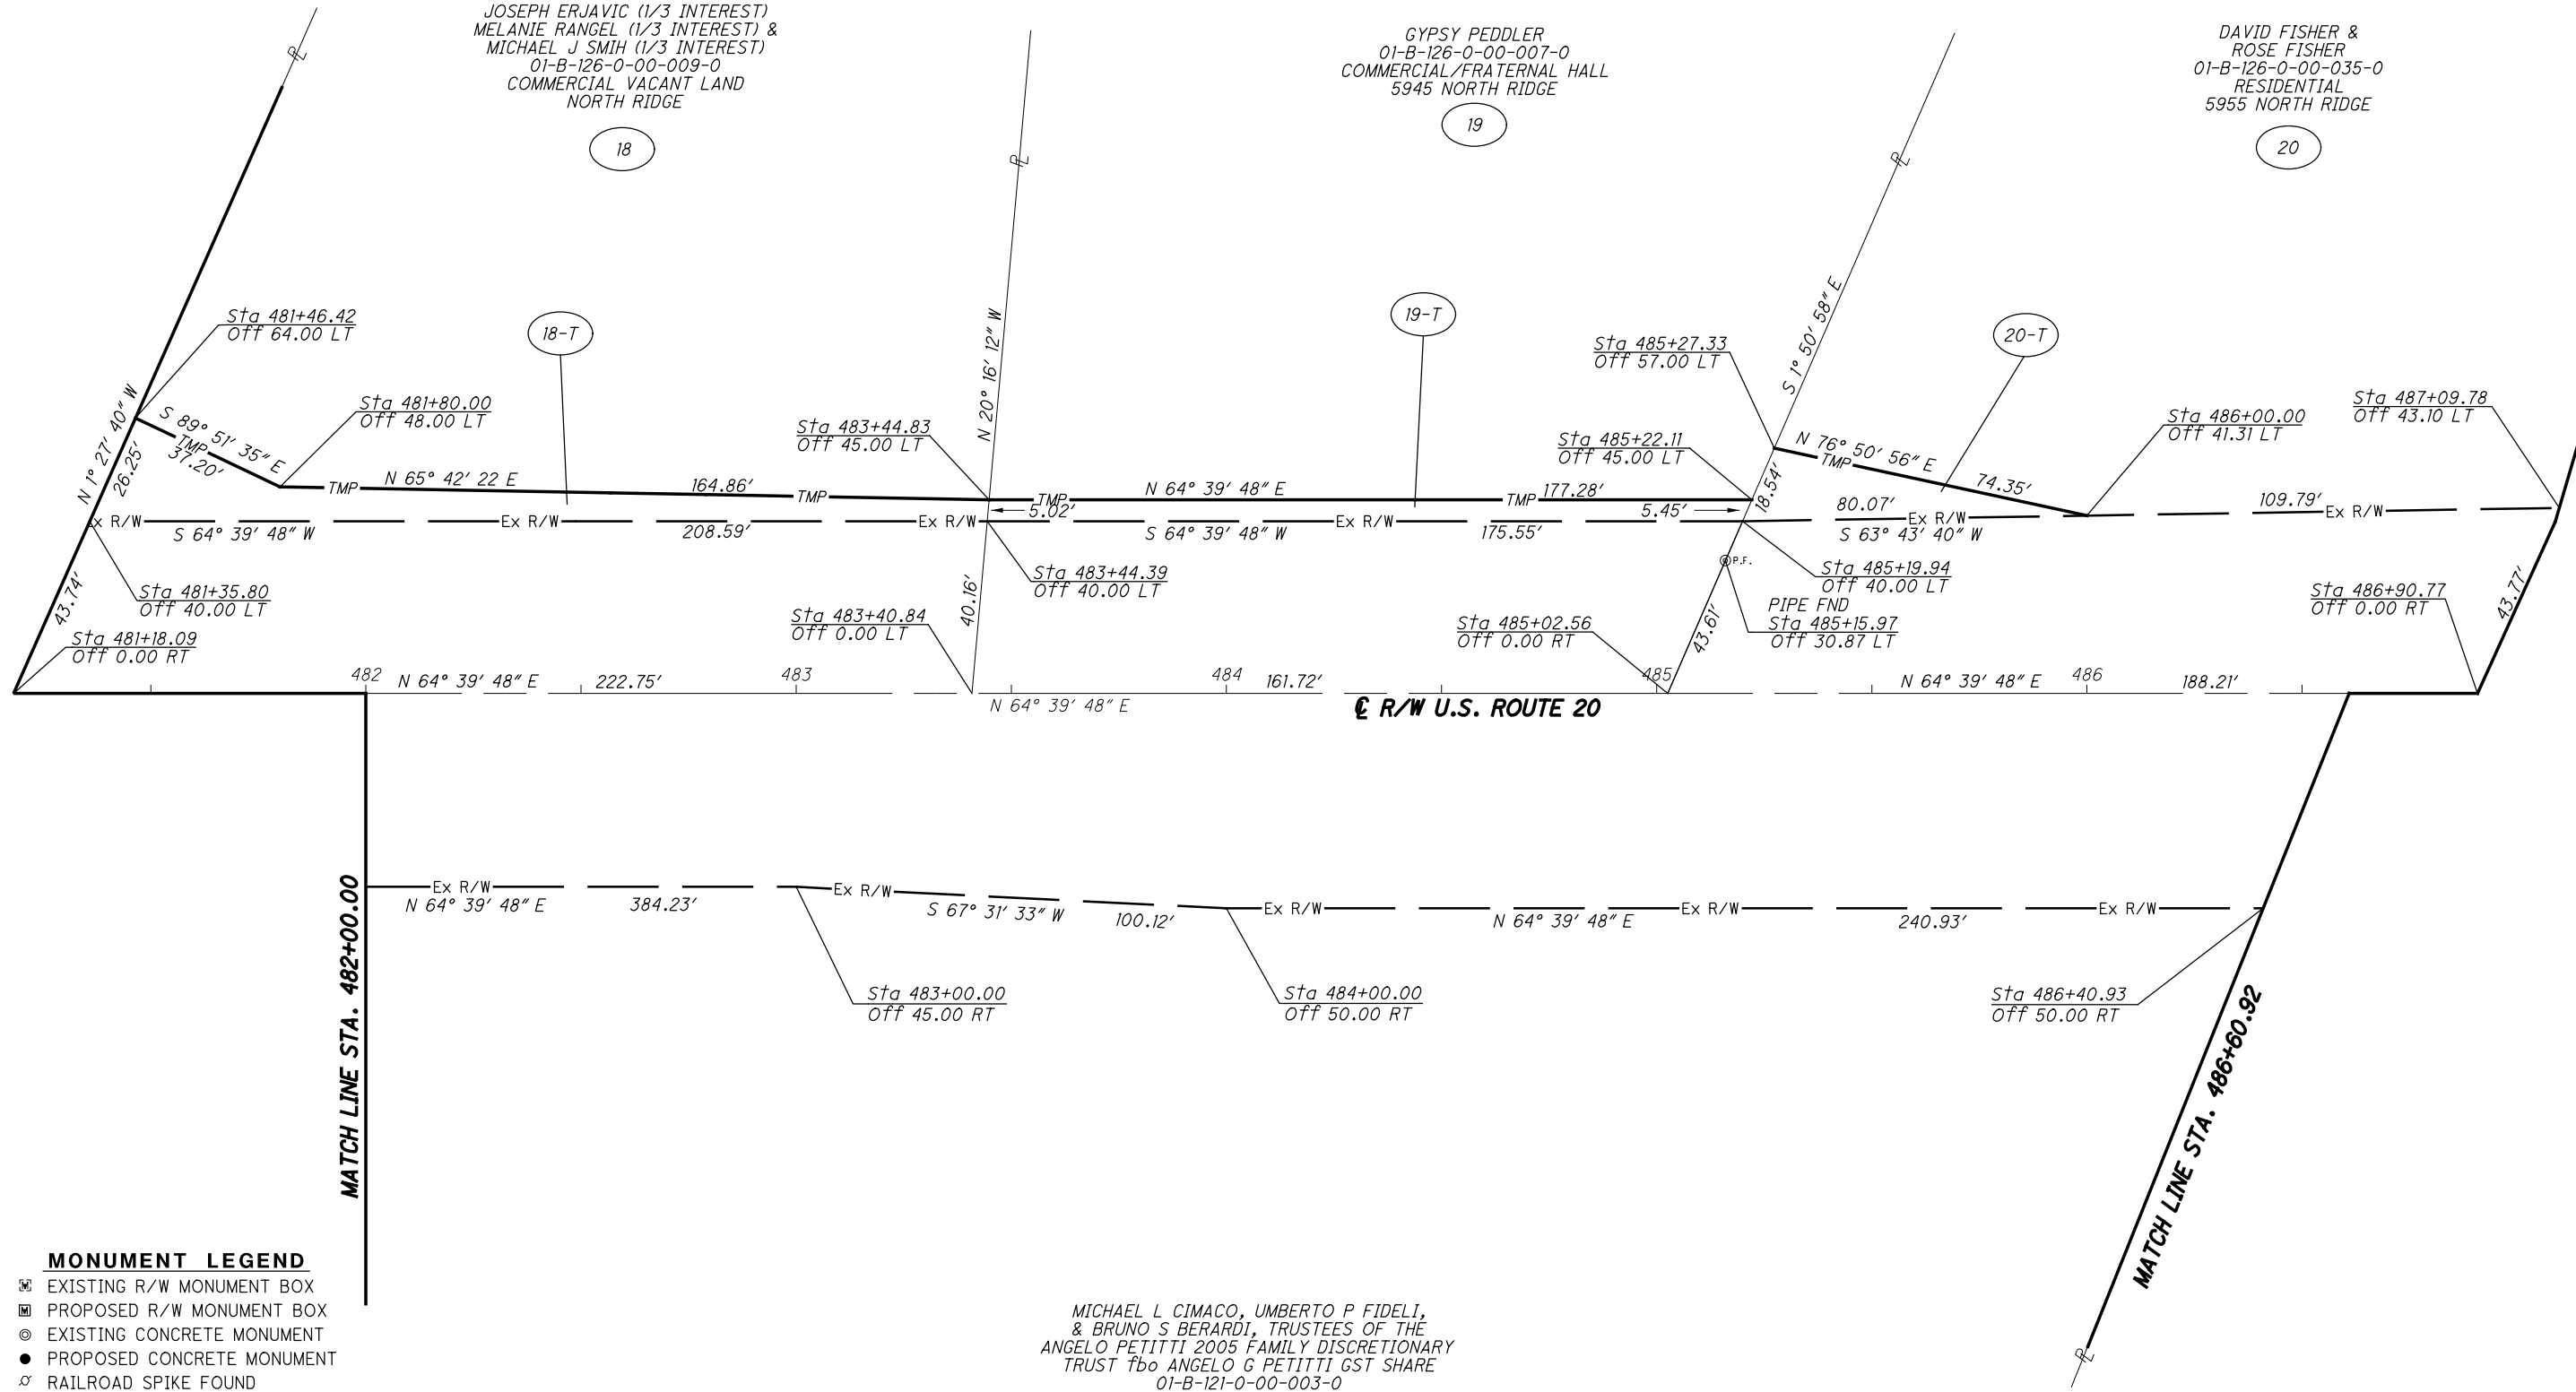 JOSEPH ERJAVIC (1/3 INTEREST)
MELANIE RANGEL (1/3 INTEREST) &
MICHAEL J SMIH (1/3 INTEREST)
01-B-126-0-00-009-0
COMMERCIAL VACANT LAND
NORTH RIDGE
18
GYPSY PEDDLER
01-B-126-0-00-007-0
COMMERCIAL/FRATERNAL HALL
5945 NORTH RIDGE
19
DAVID FISHER &
ROSE FISHER
01-B-126-0-00-035-0
RESIDENTIAL
5955 NORTH RIDGE
20
PL
PL
PL
Sta 481+46.42
Off 64.00 LT
18-T
19-T
20-T
Sta 481+80.00
Off 48.00 LT
Sta 483+44.83
Off 45.00 LT
N 20° 16' 12" W
Sta 485+27.33
Off 57.00 LT
Sta 485+22.11
Off 45.00 LT
S 1° 50' 58" E
Sta 486+00.00
Off 41.31 LT
Sta 487+09.78
Off 43.10 LT
N 1° 27' 40" W
26.25'
S 89° 51' 35" E
TMP
37.20'
TMP
N 65° 42' 22 E
164.86'
TMP
TMP
N 64° 39' 48" E
TMP
177.28'
18.54'
N 76° 50' 56" E
TMP
74.35'
5.02'
5.45'
80.07'
109.79'
Ex R/W
S 64° 39' 48" W
Ex R/W
208.59'
Ex R/W
S 64° 39' 48" W
Ex R/W
175.55'
Ex R/W
S 63° 43' 40" W
Ex R/W
P.F.
43.74'
Sta 481+35.80
Off 40.00 LT
Sta 481+18.09
Off 0.00 RT
Sta 483+44.39
Off 40.00 LT
Sta 483+40.84
Off 0.00 LT
40.16'
Sta 485+02.56
Off 0.00 RT
43.61'
Sta 485+19.94
Off 40.00 LT
PIPE FND
Sta 485+15.97
Off 30.87 LT
Sta 486+90.77
Off 0.00 RT
43.77'
482
N 64° 39' 48" E
222.75'
483
484
161.72'
485
N 64° 39' 48" E
486
188.21'
N 64° 39' 48" E
CL R/W U.S. ROUTE 20
MATCH LINE STA. 482+00.00
Ex R/W
N 64° 39' 48" E
384.23'
Ex R/W
S 67° 31' 33" W
100.12'
Ex R/W
N 64° 39' 48" E
Ex R/W
240.93'
Ex R/W
Sta 483+00.00
Off 45.00 RT
Sta 484+00.00
Off 50.00 RT
Sta 486+40.93
Off 50.00 RT
MATCH LINE STA. 486+60.92
PL
MONUMENT LEGEND
EXISTING R/W MONUMENT BOX
PROPOSED R/W MONUMENT BOX
EXISTING CONCRETE MONUMENT
PROPOSED CONCRETE MONUMENT
RAILROAD SPIKE FOUND
MICHAEL L CIMACO, UMBERTO P FIDELI,
& BRUNO S BERARDI, TRUSTEES OF THE
ANGELO PETITTI 2005 FAMILY DISCRETIONARY
TRUST fbo ANGELO G PETITTI GST SHARE
01-B-121-0-00-003-0